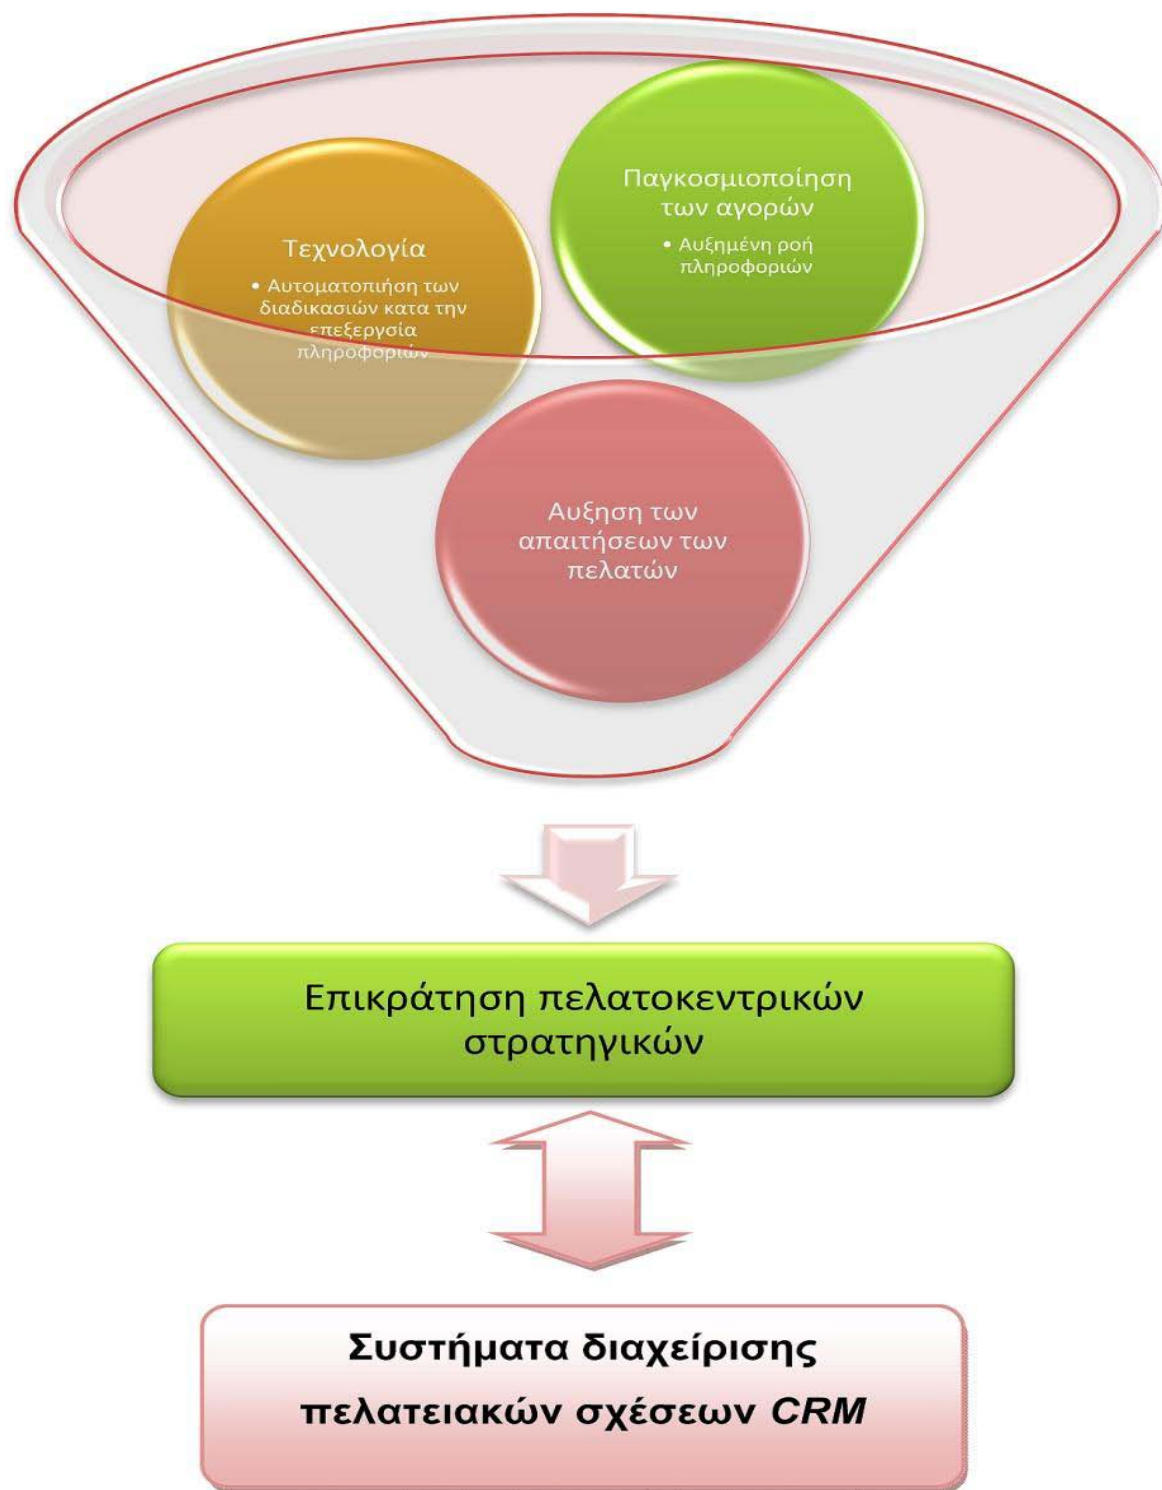 Παγκοσμιοποίηση
των αγορών
• Αυξημένη ροή
πληροφοριών
Τεχνολογία
• Αυτοματοπιήση των
διαδικασιών κατα την
επεξεργσία
πληροφοριών
Αυξηση των
απαιτήσεων των
πελατών
Επικράτηση πελατοκεντρικών
στρατηγικών
Συστήματα διαχείρισης
πελατειακών σχέσεων CRM